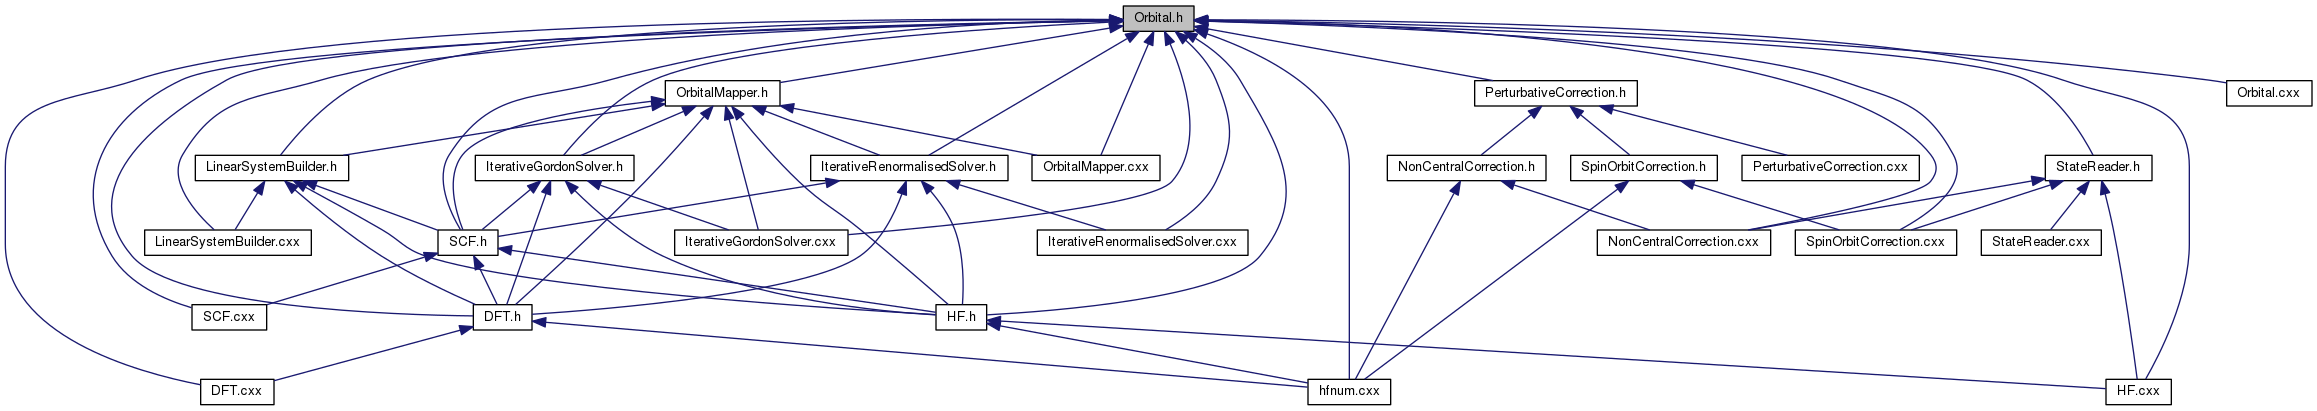 Orbital.h
OrbitalMapper.h
PerturbativeCorrection.h
Orbital.cxx
LinearSystemBuilder.h
IterativeGordonSolver.h
IterativeRenormalisedSolver.h
OrbitalMapper.cxx
NonCentralCorrection.h
SpinOrbitCorrection.h
PerturbativeCorrection.cxx
StateReader.h
LinearSystemBuilder.cxx
SCF.h
IterativeGordonSolver.cxx
IterativeRenormalisedSolver.cxx
NonCentralCorrection.cxx
SpinOrbitCorrection.cxx
StateReader.cxx
SCF.cxx
DFT.h
HF.h
DFT.cxx
hfnum.cxx
HF.cxx